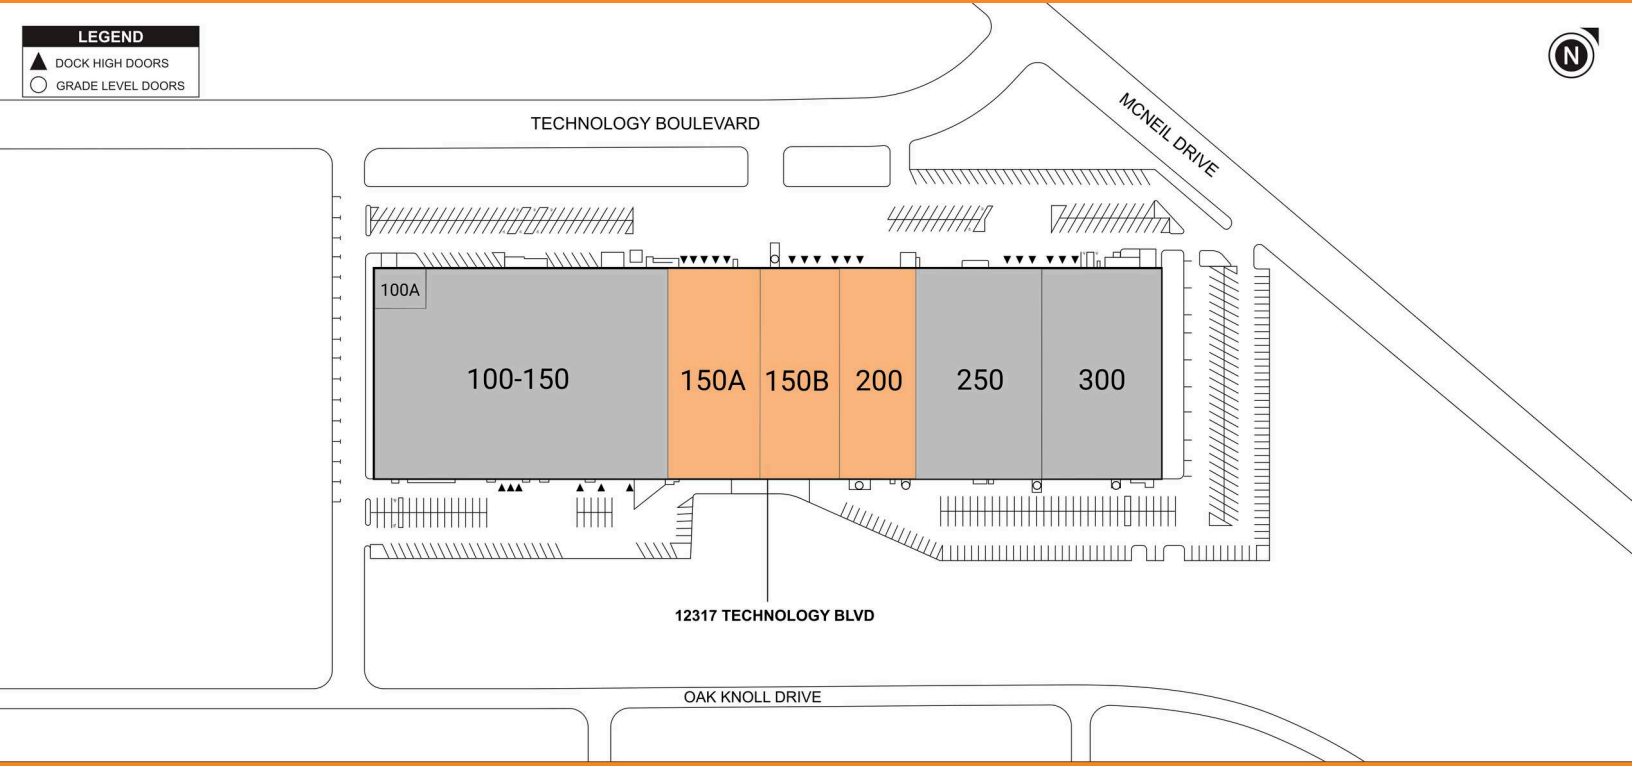 LEGEND
DOCK HIGH DOORS
GRADE LEVEL DOORS
N
TECHNOLOGY BOULEVARD
MCNEIL DRIVE
100A
100-150
150A
150B
200
250
300
12317 TECHNOLOGY BLVD
OAK KNOLL DRIVE